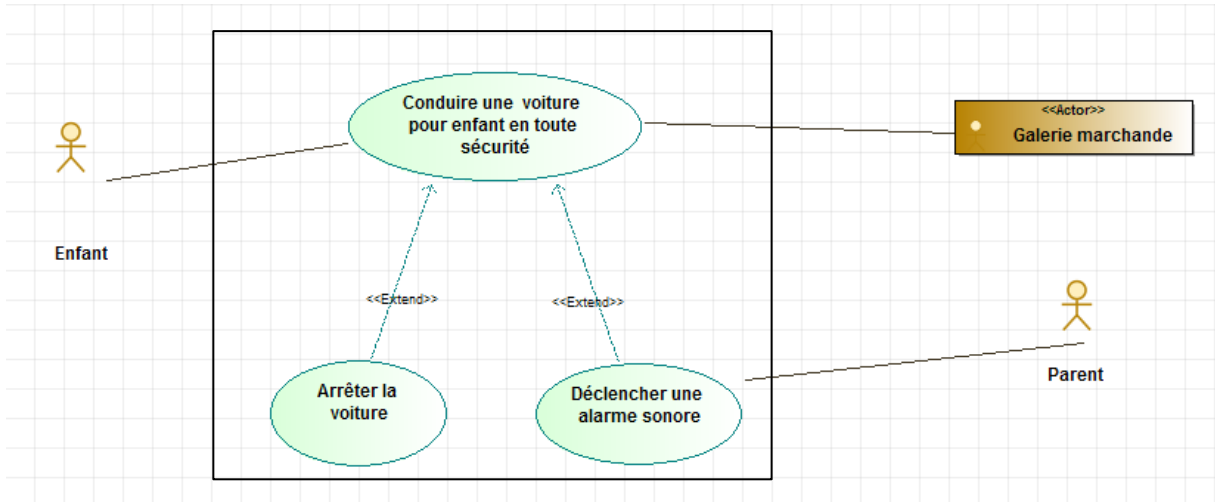 Conduire une voiture
pour enfant en toute
sécurité
<<Actor>>
Galerie marchande
Enfant
<<Extend>>
<<Extend>>
Parent
Arrêter la
voiture
Déclencher une
alarme sonore